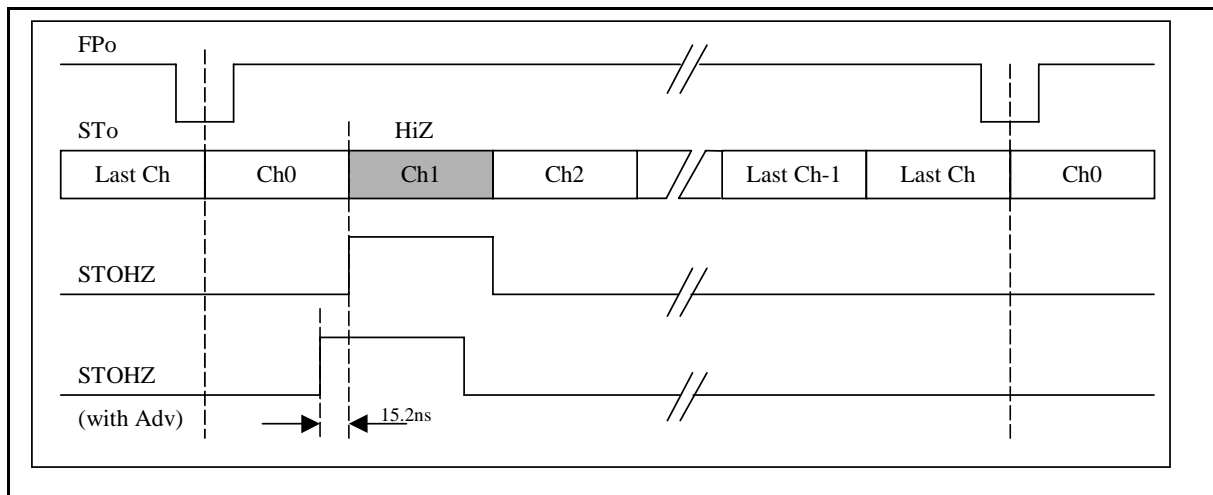 FPo
STo
HiZ
Last Ch
Ch0
Ch1
Ch2
Last Ch-1
Last Ch
Ch0
STOHZ
STOHZ
(with Adv)
15.2ns